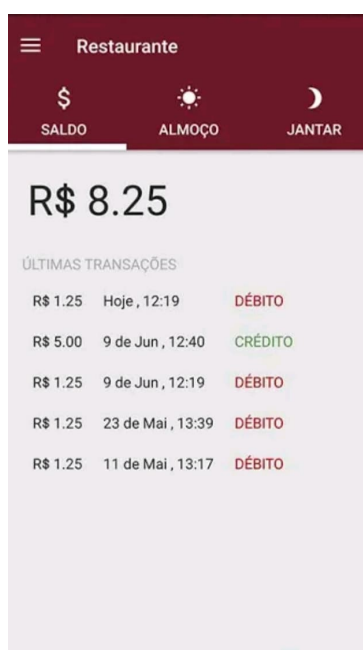 Restaurante
$
SALDO ALMOÇO JANTAR
R$ 8.25
ÚLTIMAS TRANSAÇÕES
R$ 1.25 Hoje , 12:19 DÉBITO
R$ 5.00 9 de Jun , 12:40 CRÉDITO
R$ 1.25 9 de Jun , 12:19 DÉBITO
R$ 1.25 23 de Mai , 13:39 DÉBITO
R$ 1.25 11 de Mai , 13:17 DÉBITO